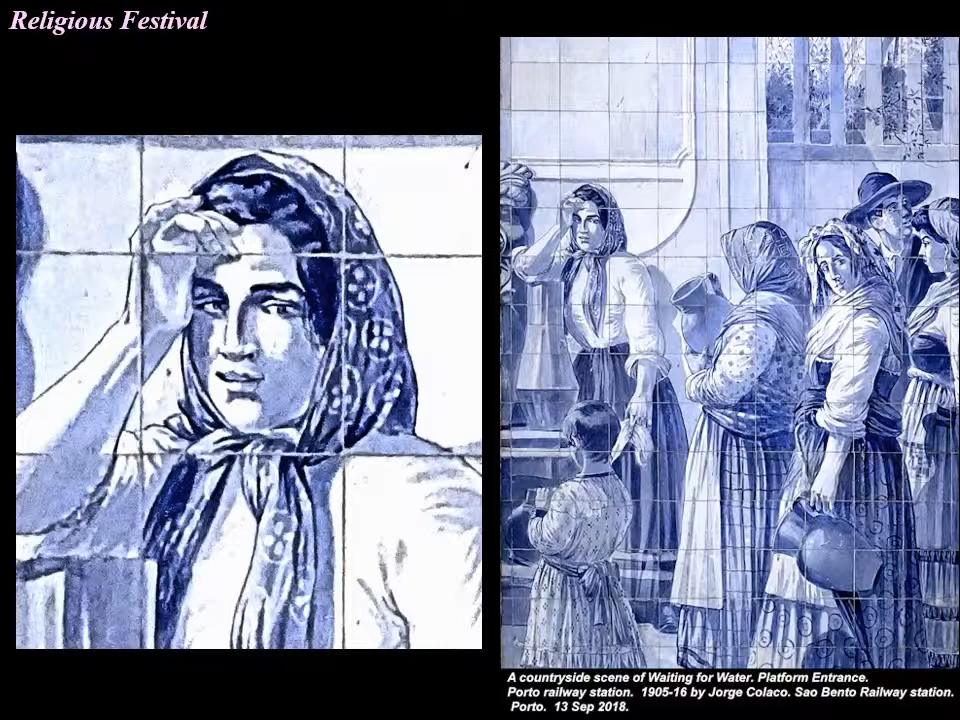 Religious Festival
A countryside scene of Waiting for Water. Platform Entrance.
Porto railway station.  1905-16 by Jorge Colaco. Sao Bento Railway station.
Porto.  13 Sep 2018.